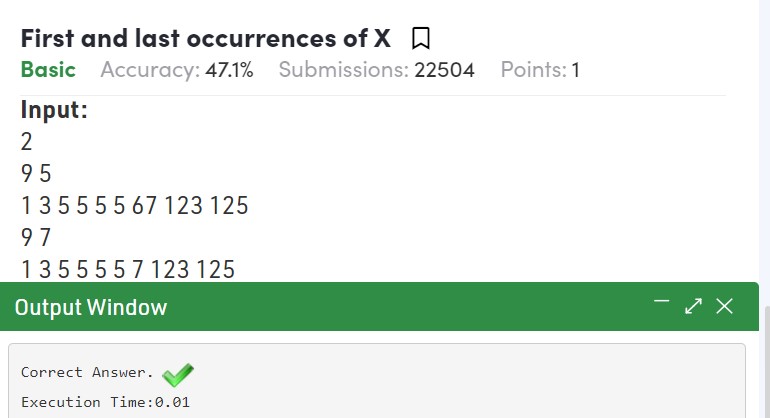 First and last occurrences of X
Basic Accuracy: 47.1% Submissions: 22504 Points: 1
Input:
2
9 5
1 3 5 5 5 5 67 123 125
9 7
1 3 5 5 5 5 7 123 125
Output Window
Correct Answer.
Execution Time:0.01